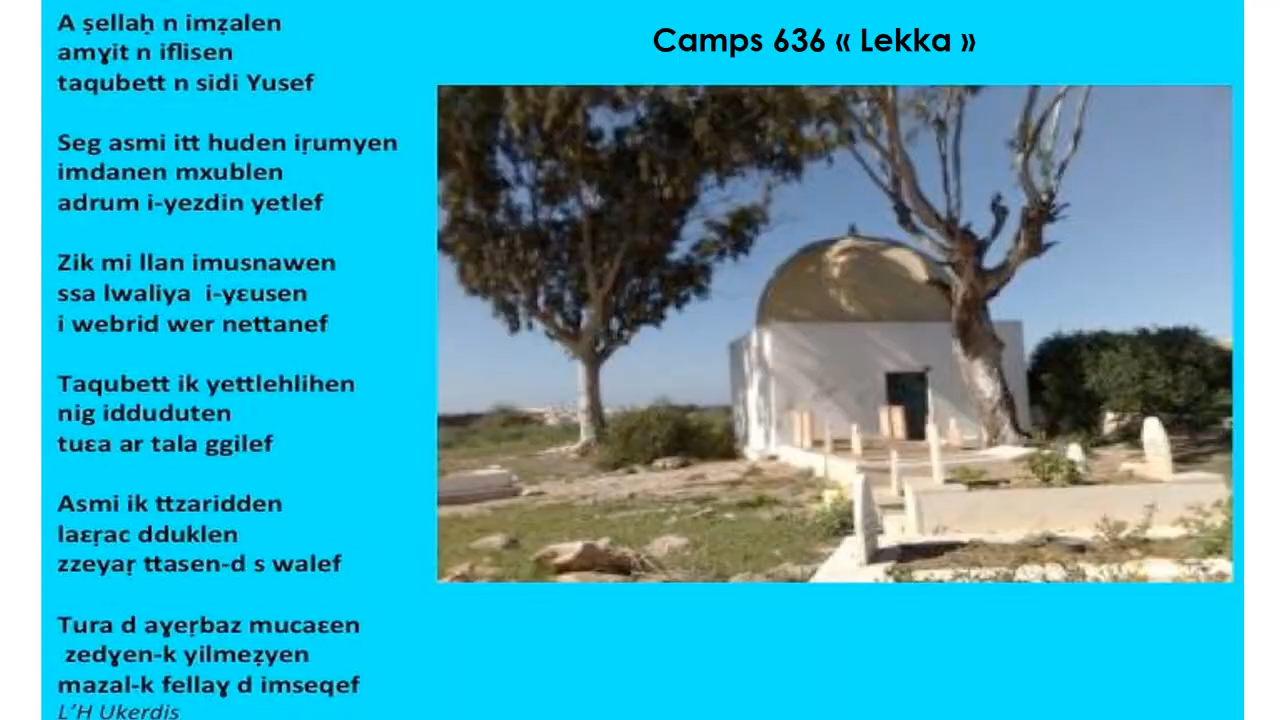 A ṣellaḥ n imẓalen
amɣit n iflisen
taqubett n sidi Yusef
Seg asmi itt huden iṛumyen
imdanen mxublen
adrum i-yezdin yetlef
Zik mi llan imusnawen
ssa lwaliya i-yɛusen
i webrid wer nettanef
Taqubett ik yettlehlihen
nig idduduten
tuɛa ar tala ggilef
Asmi ik ttzaridden
laɛṛac dduklen
zzeyaṛ ttasen-d s walef
Tura d aɣeṛbaz mucaɛen
zedɣen-k yilmeẓyen
mazal-k fellaɣ d imseqef
L’H Ukerdis
Camps 636 « Lekka »